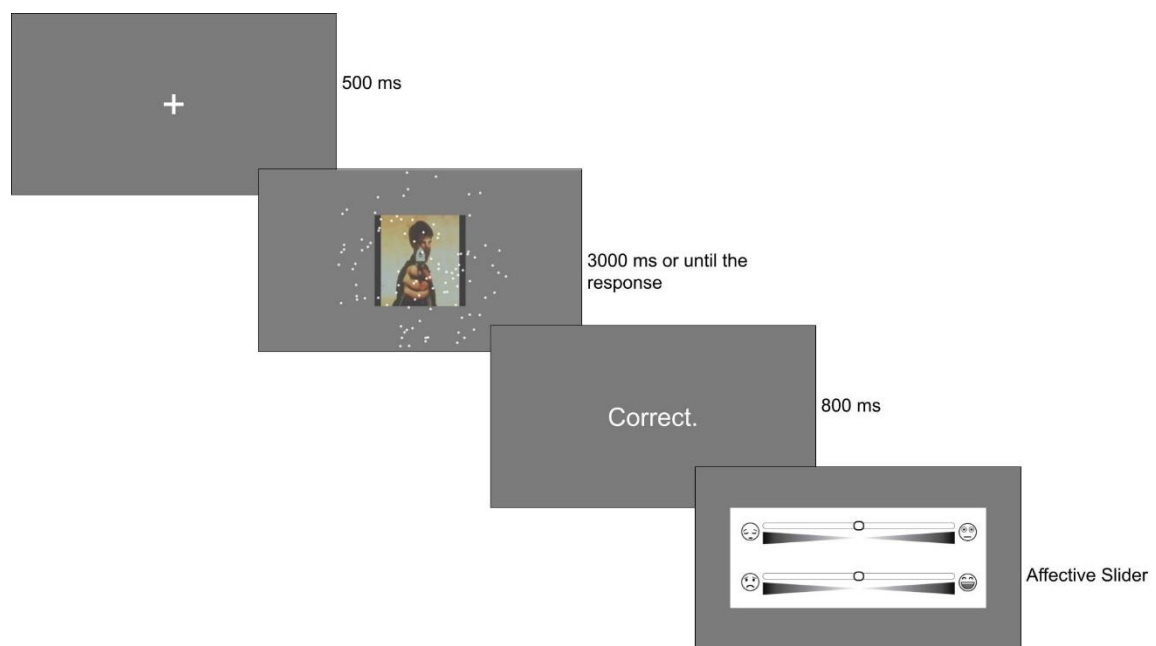 500 ms
3000 ms or until the
response
Correct.
800 ms
Affective Slider